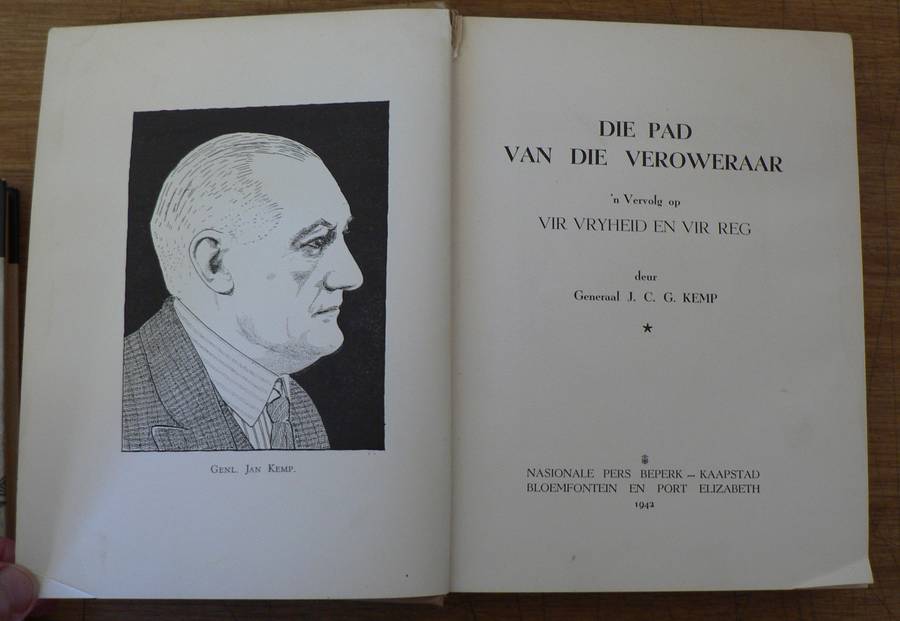 GENL. JAN KEMP.
DIE PAD
VAN DIE VEROWERAAR
'n Vervolg op
VIR VRYHEID EN VIR REG
deur
Generaal J. C. G. KEMP
NASIONALE PERS BEPERK — KAAPSTAD
BLOEMFONTEIN EN PORT ELIZABETH
1942